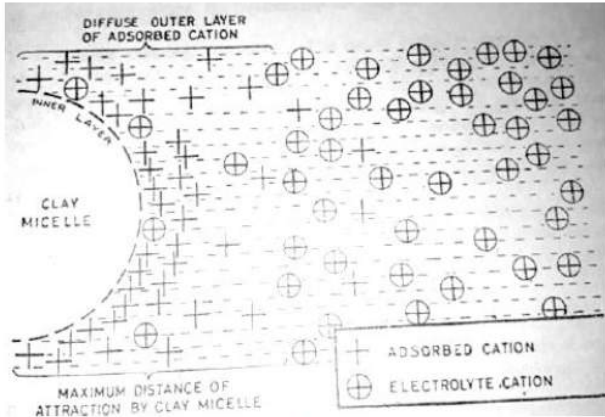 DIFFUSE OUTER LAYER
OF ADSORBED CATION
INNER LAYER
CLAY
MICELLE
ADSORBED CATION
ELECTROLYTE CATION
MAXIMUM DISTANCE OF
ATTRACTION BY CLAY MICELLE